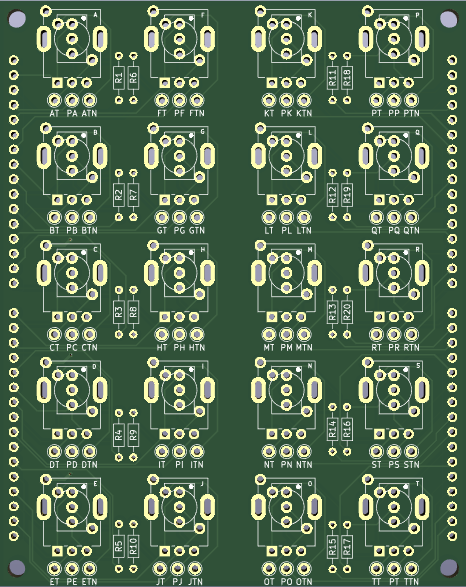 A F K P
R1 R6 R11 R18
AT PA ATN FT PF FTN KT PK KTN PT PP PTN
B G L Q
R2 R7 R12 R19
BT PB BTN GT PG GTN LT PL LTN QT PQ QTN
C H M R
R3 R8 R13 R20
CT PC CTN HT PH HTN MT PM MTN RT PR RTN
D I N S
R4 R9 R14 R16
DT PD DTN IT PI ITN NT PN NTN ST PS STN
E J O T
R5 R10 R15 R17
ET PE ETN JT PJ JTN OT PO OTN TT PT TTN